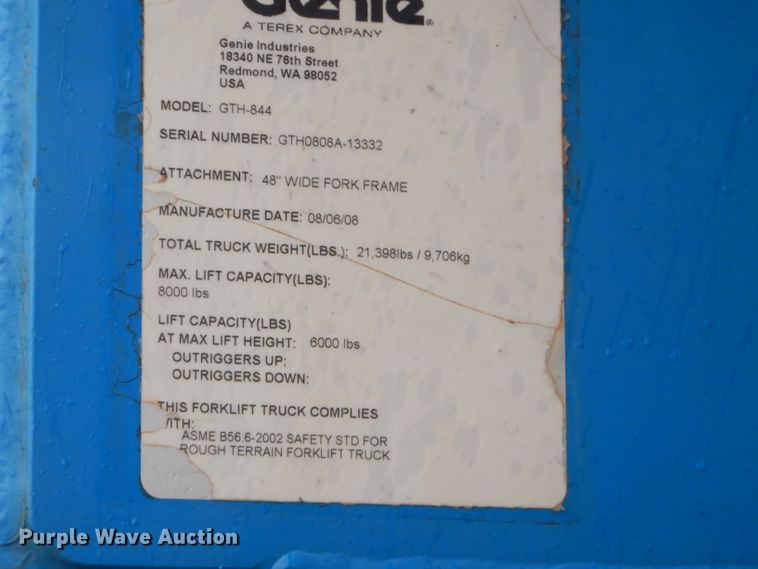 Genie
A TEREX COMPANY
Genie Industries
18340 NE 76th Street
Redmond, WA 98052
USA
MODEL: GTH-844
SERIAL NUMBER: GTH0808A-13332
ATTACHMENT: 48" WIDE FORK FRAME
MANUFACTURE DATE: 08/06/08
TOTAL TRUCK WEIGHT(LBS.): 21,398lbs / 9,706kg
MAX. LIFT CAPACITY(LBS):
8000 lbs
LIFT CAPACITY(LBS)
AT MAX LIFT HEIGHT: 6000 lbs
OUTRIGGERS UP:
OUTRIGGERS DOWN:
THIS FORKLIFT TRUCK COMPLIES
/ITH:
ASME B56.6-2002 SAFETY STD FOR
ROUGH TERRAIN FORKLIFT TRUCK
Purple Wave Auction